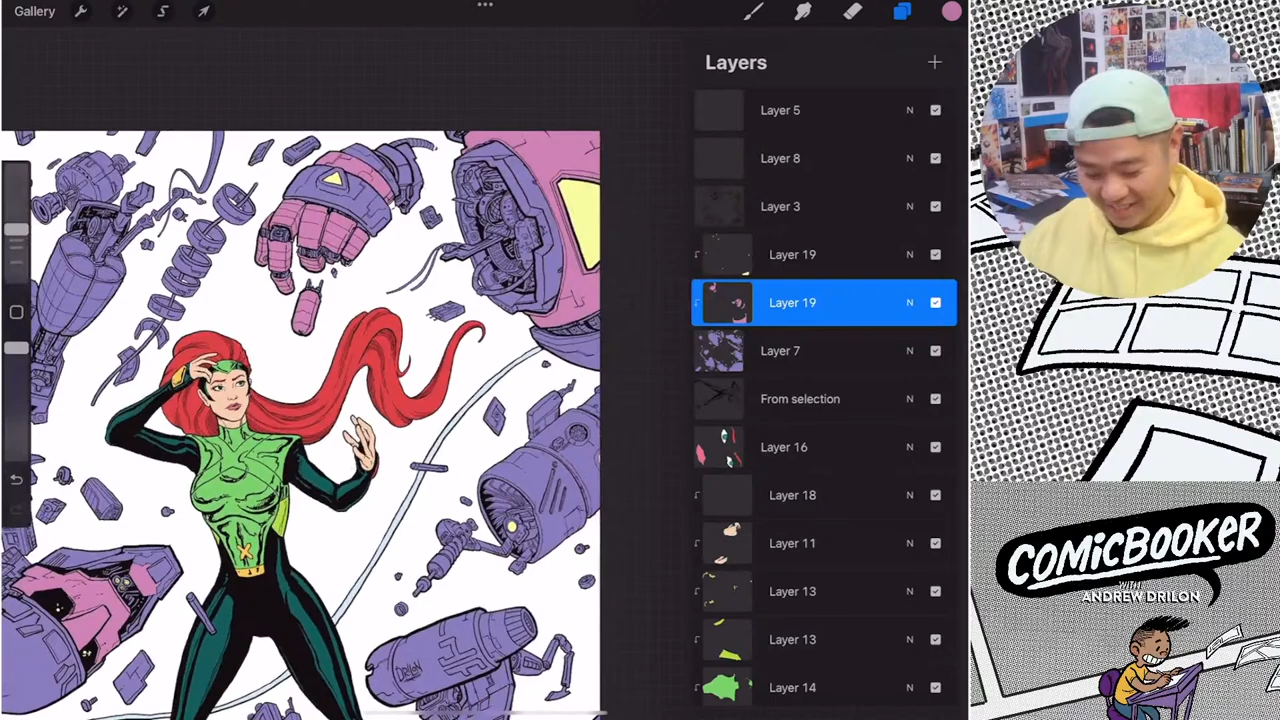 Gallery
Layers
Layer 5 N
Layer 8 N
Layer 3 N
Layer 19 N
Layer 19 N
Layer 7 N
From selection N
Layer 16 N
Layer 18 N
Layer 11 N
Layer 13 N
Layer 13 N
Layer 14 N
DRILON
COMiCBOOKER
WITH
ANDREW DRILON